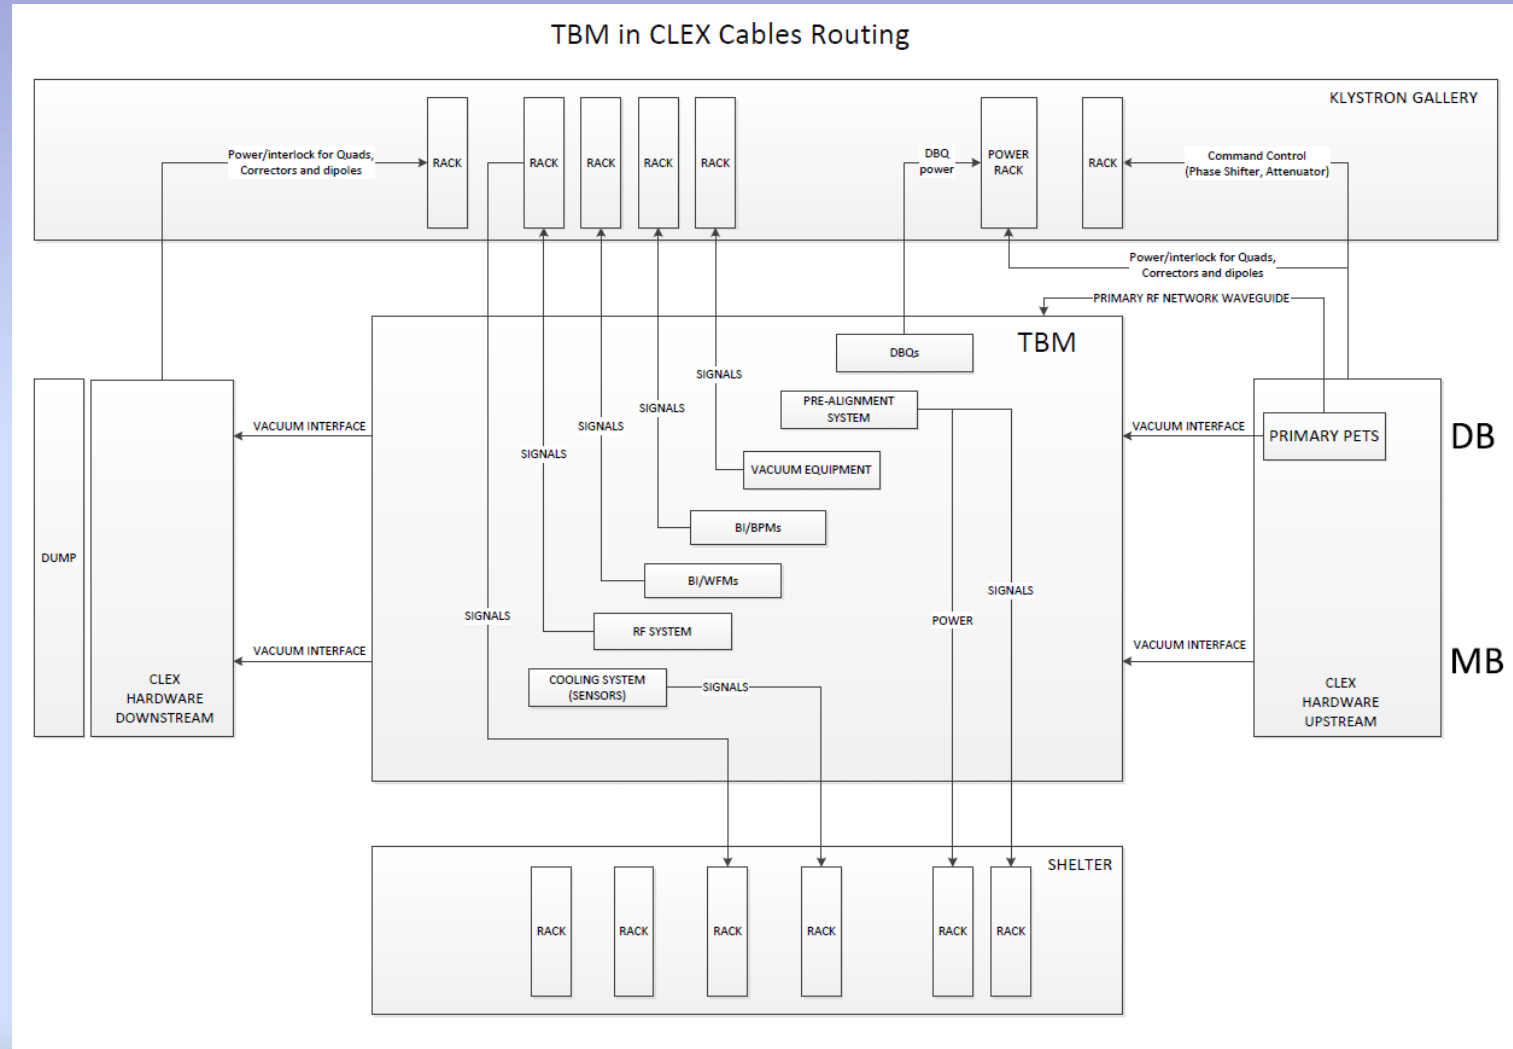 TBM in CLEX Cables Routing
KLYSTRON GALLERY
Power/interlock for Quads,
Correctors and dipoles
RACK
RACK
RACK
RACK
RACK
DBQ
power
POWER
RACK
RACK
Command Control
(Phase Shifter, Attenuator)
Power/interlock for Quads,
Correctors and dipoles
PRIMARY RF NETWORK WAVEGUIDE
TBM
DBQs
SIGNALS
PRE-ALIGNMENT
SYSTEM
SIGNALS
SIGNALS
SIGNALS
VACUUM INTERFACE
VACUUM INTERFACE
PRIMARY PETS
DB
VACUUM EQUIPMENT
BI/BPMs
DUMP
BI/WFMs
SIGNALS
SIGNALS
POWER
RF SYSTEM
VACUUM INTERFACE
VACUUM INTERFACE
MB
CLEX
HARDWARE
DOWNSTREAM
COOLING SYSTEM
(SENSORS)
SIGNALS
CLEX
HARDWARE
UPSTREAM
SHELTER
RACK
RACK
RACK
RACK
RACK
RACK